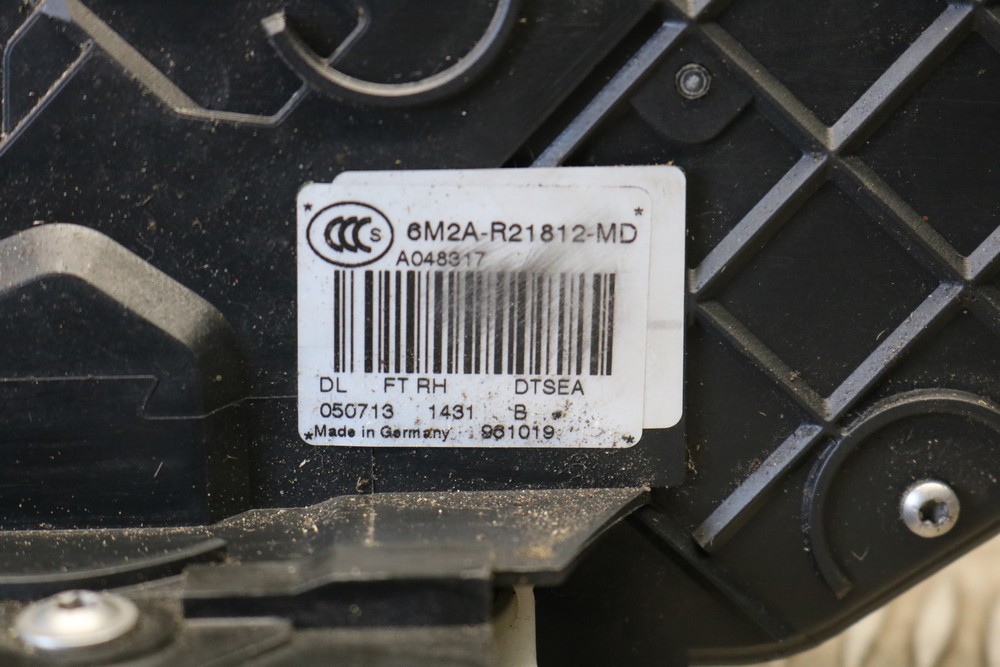 CCC S 6M2A-R21812-MD
A048317
DL FT RH DTSEA
050713 1431 B
Made in Germany 961019